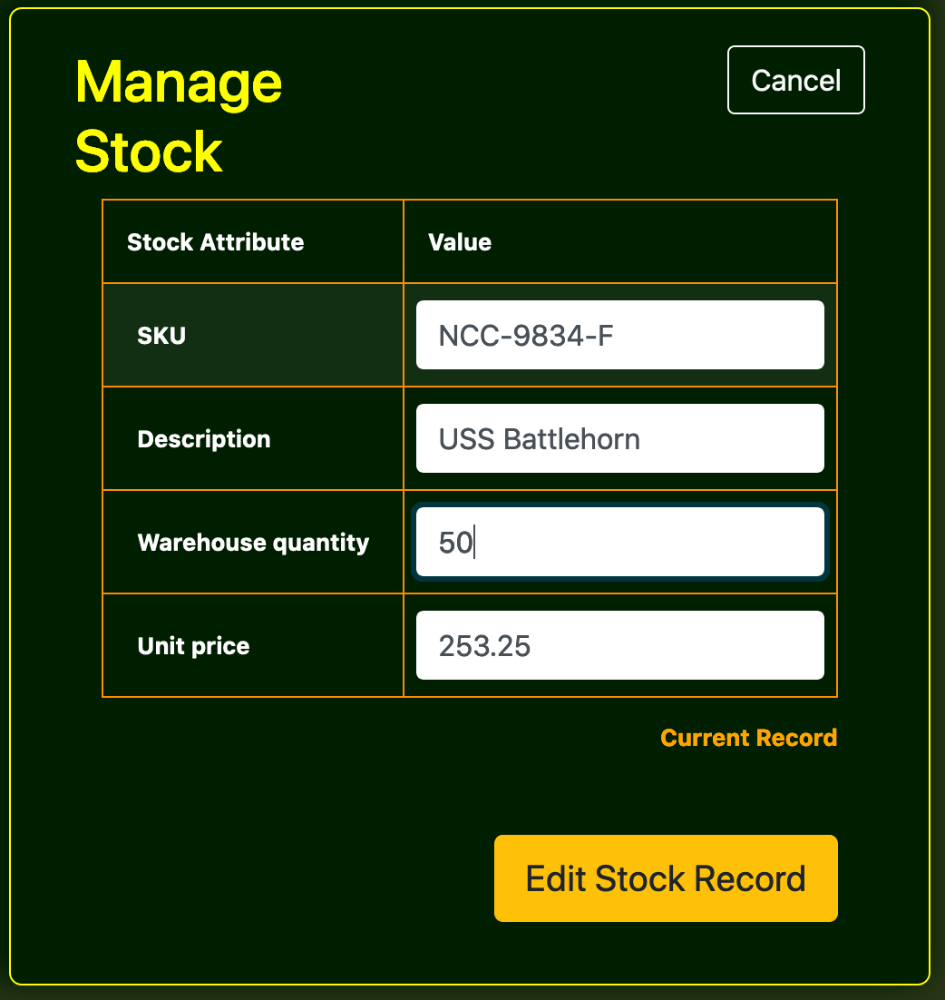 Manage
Stock
Cancel
Stock Attribute Value
SKU NCC-9834-F
Description USS Battlehorn
Warehouse quantity 50
Unit price 253.25
Current Record
Edit Stock Record